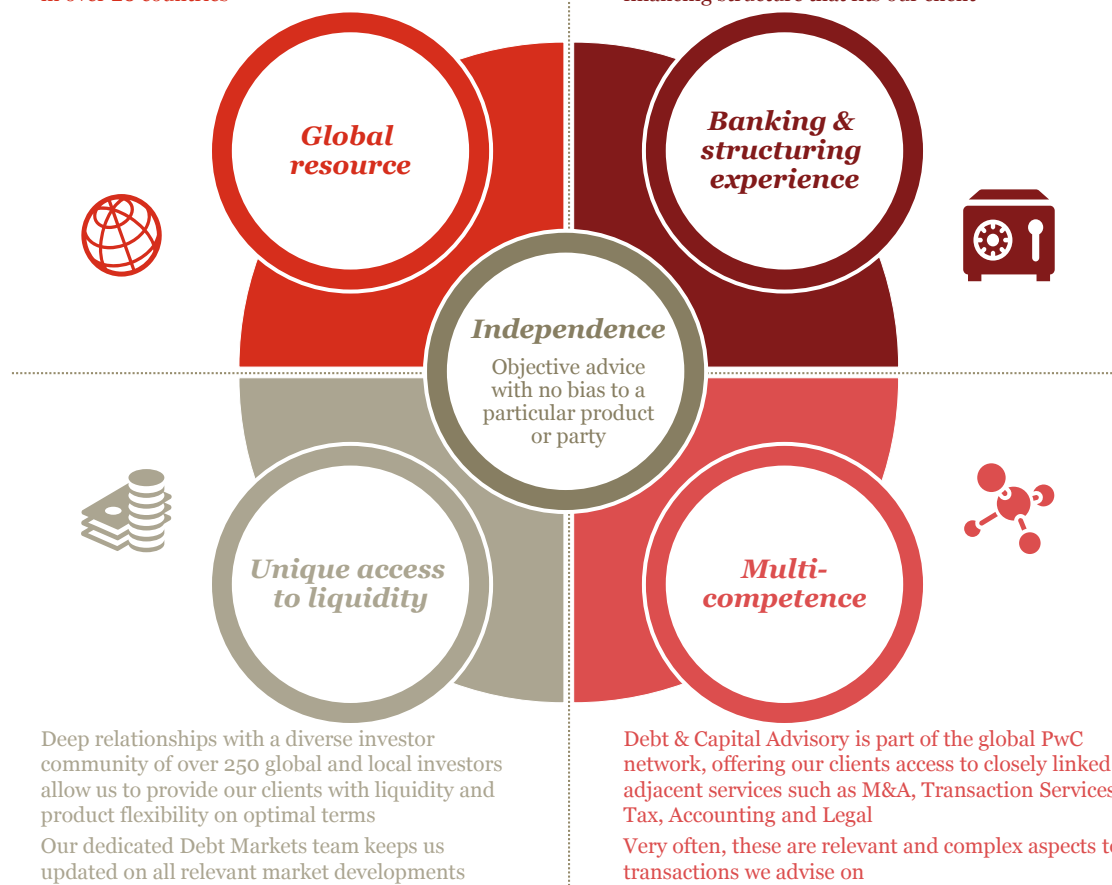 Global
resource
Banking &
structuring
experience
Independence
Objective advice
with no bias to a
particular product
or party
Unique access
to liquidity
Multi-
competence
Deep relationships with a diverse investor
community of over 250 global and local investors
allow us to provide our clients with liquidity and
product flexibility on optimal terms
Our dedicated Debt Markets team keeps us
updated on all relevant market developments
Debt & Capital Advisory is part of the global PwC
network, offering our clients access to closely linked
adjacent services such as M&A, Transaction Services
Tax, Accounting and Legal
Very often, these are relevant and complex aspects to
transactions we advise on